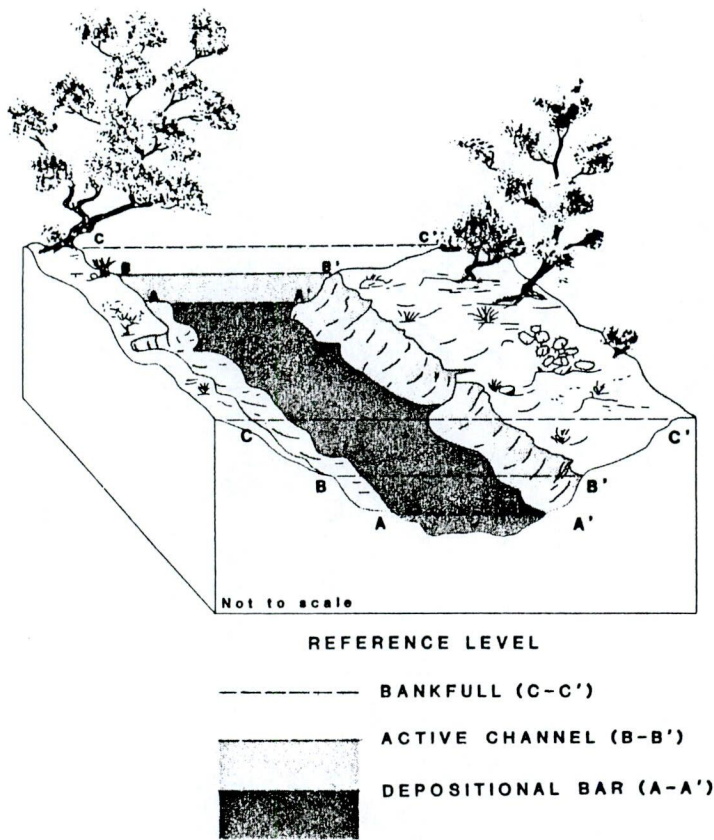 C C'
B B'
A A'
C C'
B B'
A A'
Not to scale
REFERENCE LEVEL
BANKFULL (C-C')
ACTIVE CHANNEL (B-B')
DEPOSITIONAL BAR (A-A')